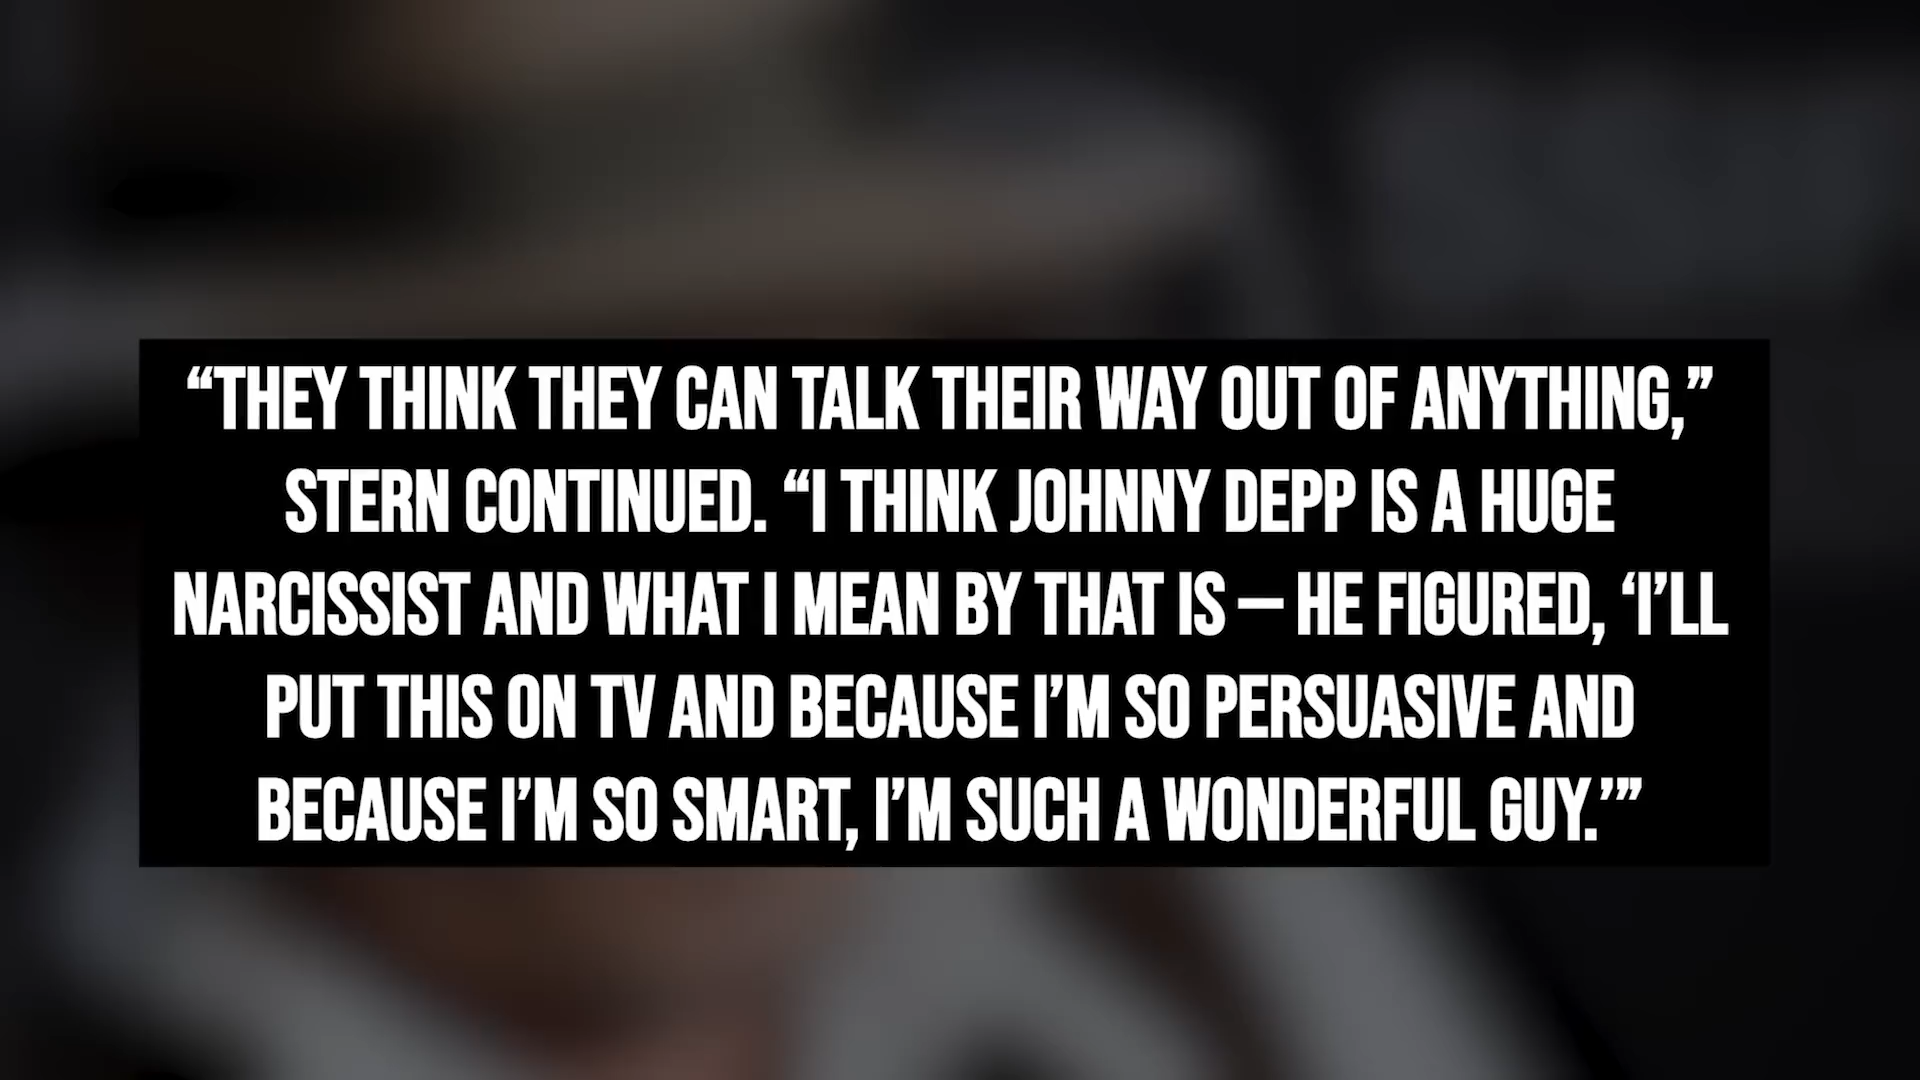 “THEY THINK THEY CAN TALK THEIR WAY OUT OF ANYTHING,”
STERN CONTINUED. “I THINK JOHNNY DEPP IS A HUGE
NARCISSIST AND WHAT I MEAN BY THAT IS – HE FIGURED, ‘I’LL
PUT THIS ON TV AND BECAUSE I’M SO PERSUASIVE AND
BECAUSE I’M SO SMART, I’M SUCH A WONDERFUL GUY.’”